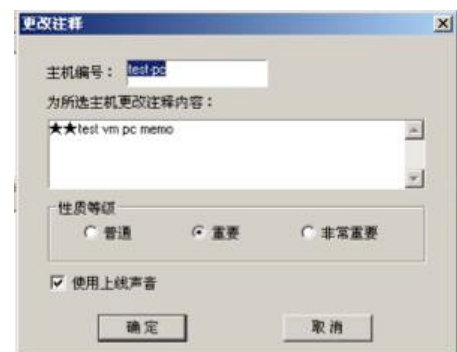 更改注释
主机编号： test-pc
为所选主机更改注释内容：
★★test vm pc memo
性质等级
普通 重要 非常重要
使用上线声音
确定 取消